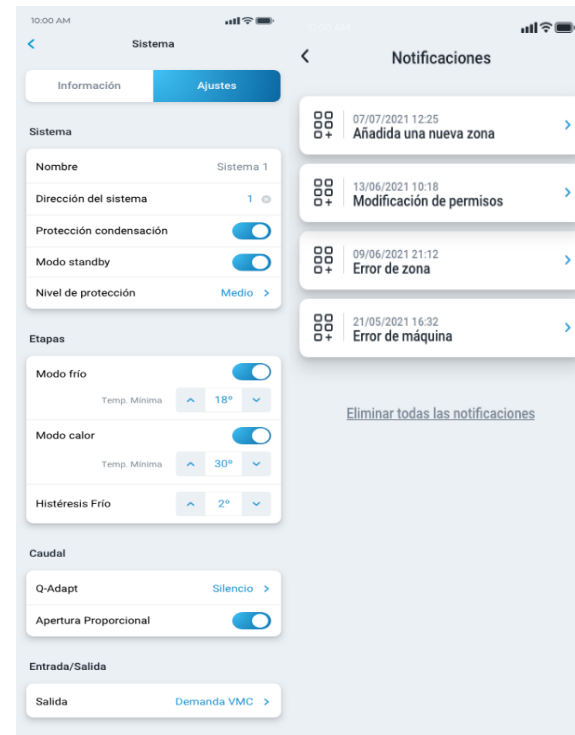 10:00 AM
Sistema
Información
Ajustes
Sistema
Nombre Sistema 1
Dirección del sistema 1
Protección condensación
Modo standby
Nivel de protección Medio >
Etapas
Modo frío
Temp. Mínima 18º
Modo calor
Temp. Mínima 30º
Histéresis Frío 2º
Caudal
Q-Adapt Silencio >
Apertura Proporcional
Entrada/Salida
Salida Demanda VMC >
10:00 AM
Notificaciones
07/07/2021 12:25
Añadida una nueva zona
13/06/2021 10:18
Modificación de permisos
09/06/2021 21:12
Error de zona
21/05/2021 16:32
Error de máquina
Eliminar todas las notificaciones